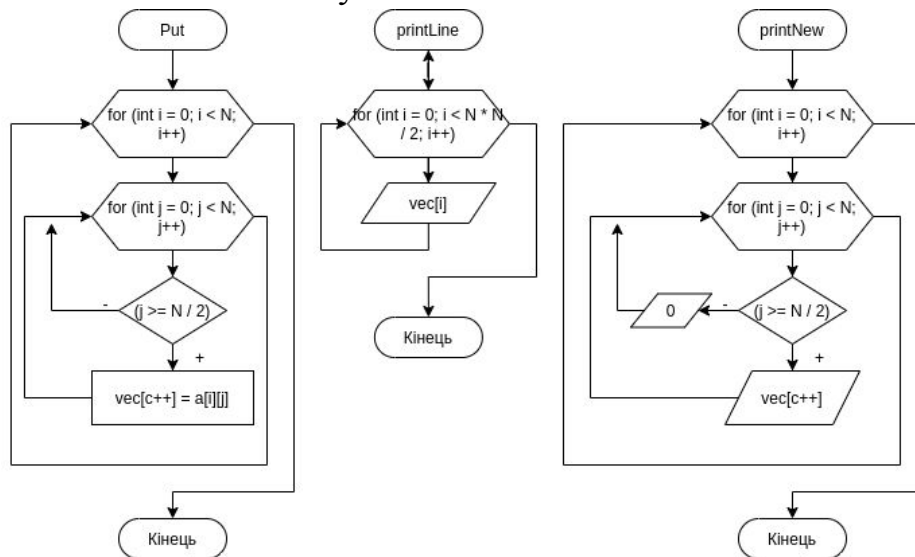 Put
for (int i = 0; i < N;
i++)
for (int j = 0; j < N;
j++)
(j >= N / 2)
-
+
vec[c++] = a[i][j]
Кінець
printLine
for (int i = 0; i < N * N
/ 2; i++)
vec[i]
Кінець
printNew
for (int i = 0; i < N;
i++)
for (int j = 0; j < N;
j++)
0
-
(j >= N / 2)
+
vec[c++]
Кінець